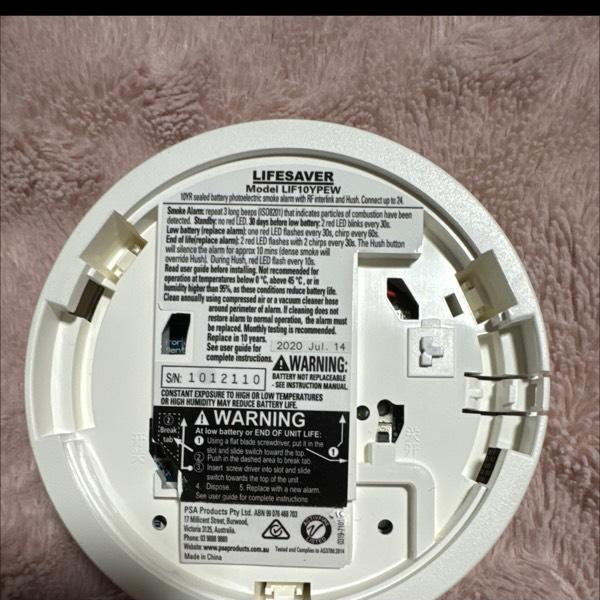 LIFESAVER
Model LIF10YPEW
10YR sealed battery photoelectric smoke alarm with RF interlink and Hush. Connect up to 24.
Smoke Alarm: repeat 3 long beeps (ISO8201) that indicates particles of combustion have been
detected. Standby: no red LED. 30 days before low battery: 2 red LED blinks every 30s.
Low battery (replace alarm): one red LED flashes every 30s, chirp every 60s.
End of life(replace alarm): 2 red LED flashes with 2 chirps every 30s. The Hush button
will silence the alarm for approx 10 mins (dense smoke will
override Hush). During Hush, red LED flash every 10s.
Read user guide before installing. Not recommended for
operation at temperatures below 0 °C, above 45 °C, or in
humidity higher than 95%, as these conditions reduce battery life.
Clean annually using compressed air or a vacuum cleaner hose
around perimeter of alarm. If cleaning does not
restore alarm to normal operation, the alarm must
be replaced. Monthly testing is recommended.
Replace in 10 years.
See user guide for
complete instructions.
2020 Jul. 14
WARNING:
BATTERY NOT REPLACEABLE
- SEE INSTRUCTION MANUAL
S/N: 1012110
CONSTANT EXPOSURE TO HIGH OR LOW TEMPERATURES
OR HIGH HUMIDITY MAY REDUCE BATTERY LIFE.
WARNING
At low battery or END OF UNIT LIFE:
② Break tab
① Using a flat blade screwdriver, put it in the
slot and slide switch toward the top. ①
② Push in the dashed area to break tab.
③ Insert screw driver into slot and slide
switch towards the top of the unit.
4. Dispose. 5. Replace with a new alarm.
See user guide for complete instructions
PSA Products Pty Ltd. ABN 99 076 468 703
17 Millicent Street, Burwood,
Victoria 3125, Australia.
Phone: 03 9888 9889
Website: www.psaproducts.com.au
Made in China
Tested and Complies to AS3786:2014